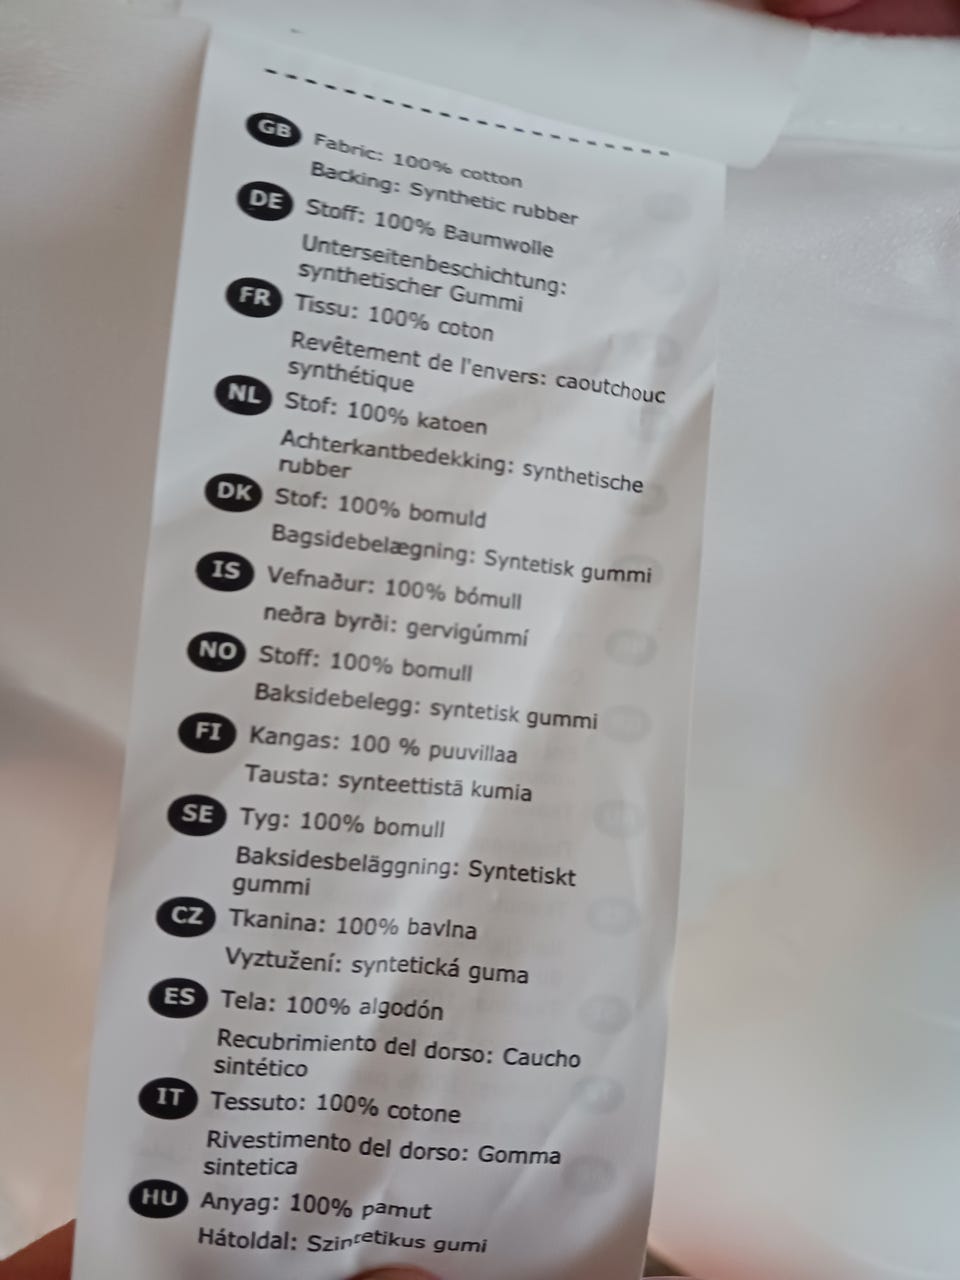 GB Fabric: 100% cotton
Backing: Synthetic rubber
DE Stoff: 100% Baumwolle
Unterseitenbeschichtung:
synthetischer Gummi
FR Tissu: 100% coton
Revêtement de l'envers: caoutchouc
synthétique
NL Stof: 100% katoen
Achterkantbedekking: synthetische
rubber
DK Stof: 100% bomuld
Bagsidebelægning: Syntetisk gummi
IS Vefnaður: 100% bómull
neðra byrði: gervigúmmí
NO Stoff: 100% bomull
Baksidebelegg: syntetisk gummi
FI Kangas: 100 % puuvillaa
Tausta: synteettistä kumia
SE Tyg: 100% bomull
Baksidesbeläggning: Syntetiskt
gummi
CZ Tkanina: 100% bavlna
Vyztužení: syntetická guma
ES Tela: 100% algodón
Recubrimiento del dorso: Caucho
sintético
IT Tessuto: 100% cotone
Rivestimento del dorso: Gomma
sintetica
HU Anyag: 100% pamut
Hátoldal: Szintetikus gumi